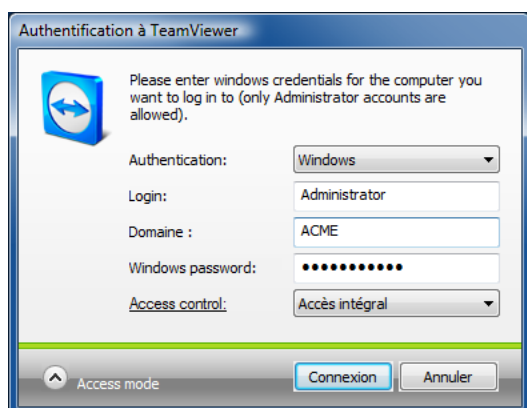 Authentification à TeamViewer
Please enter windows credentials for the computer you
want to log in to (only Administrator accounts are
allowed).
Authentication: Windows
Login: Administrator
Domaine : ACME
Windows password: •••••••••••
Access control: Accès intégral
Access mode Connexion Annuler